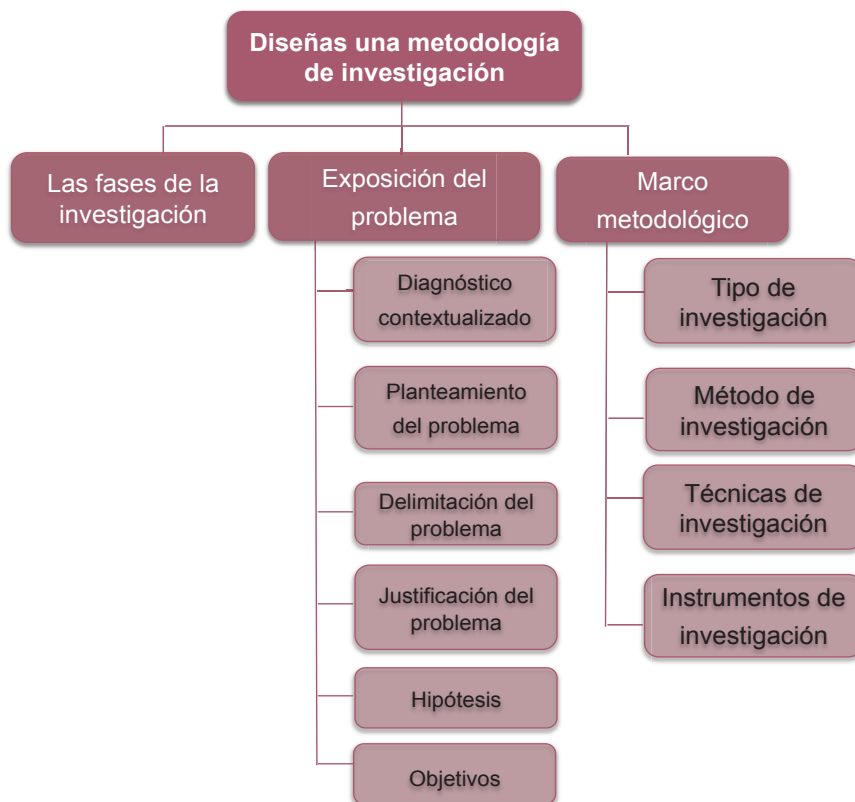 Diseñas una metodología
de investigación
Las fases de la
investigación
Exposición del
problema
Marco
metodológico
Diagnóstico
contextualizado
Planteamiento
del problema
Delimitación del
problema
Justificación del
problema
Hipótesis
Objetivos
Tipo de
investigación
Método de
investigación
Técnicas de
investigación
Instrumentos de
investigación